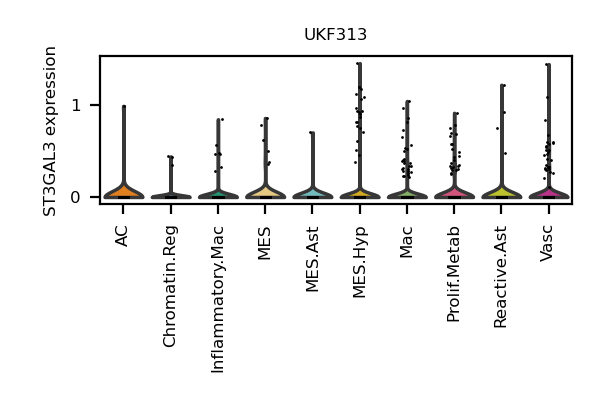 UKF313
ST3GAL3 expression
1
0
AC
Chromatin.Reg
Inflammatory.Mac
MES
MES.Ast
MES.Hyp
Mac
Prolif.Metab
Reactive.Ast
Vasc